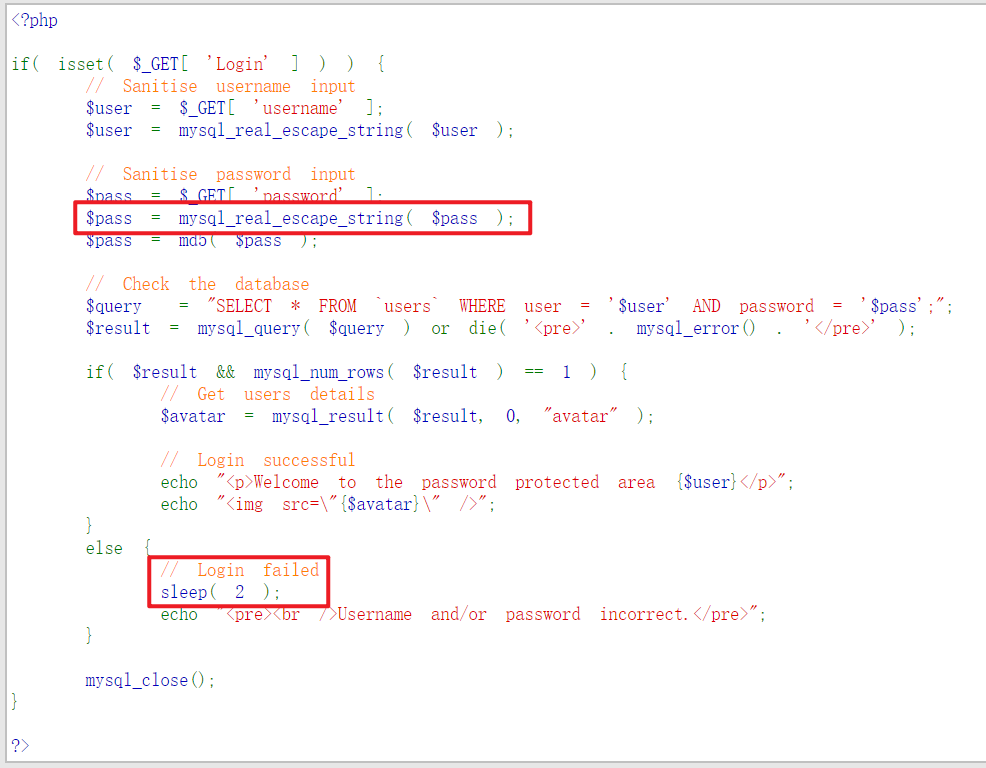 <?php
if( isset( $_GET[ 'Login' ] ) ) {
// Sanitise username input
$user = $_GET[ 'username' ];
$user = mysql_real_escape_string( $user );
// Sanitise password input
$pass = $_GET[ 'password' ];
$pass = mysql_real_escape_string( $pass );
$pass = md5( $pass );
// Check the database
$query = "SELECT * FROM `users` WHERE user = '$user' AND password = '$pass';";
$result = mysql_query( $query ) or die( '<pre>' . mysql_error() . '</pre>' );
if( $result && mysql_num_rows( $result ) == 1 ) {
// Get users details
$avatar = mysql_result( $result, 0, "avatar" );
// Login successful
echo "<p>Welcome to the password protected area {$user}</p>";
echo "<img src=\"{$avatar}\" />";
}
else {
// Login failed
sleep( 2 );
echo "<pre><br />Username and/or password incorrect.</pre>";
}
mysql_close();
}
?>